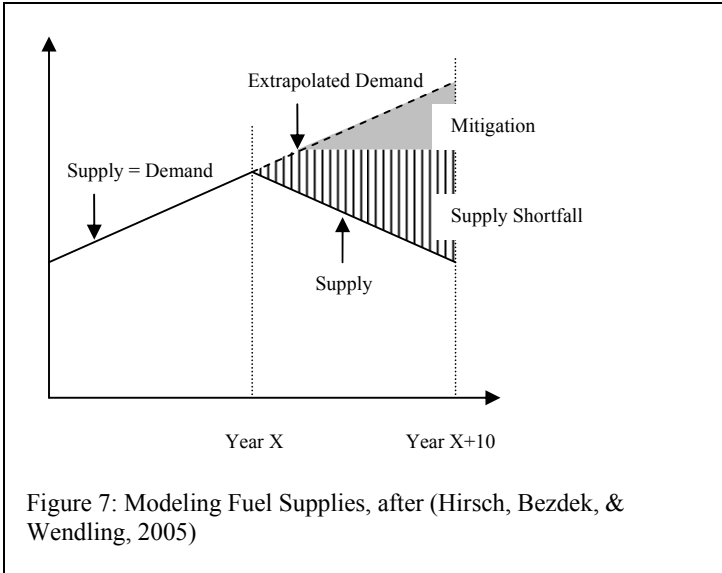 Extrapolated Demand
Mitigation
Supply = Demand
Supply Shortfall
Supply
Year X
Year X+10
Figure 7: Modeling Fuel Supplies, after (Hirsch, Bezdek, &
Wendling, 2005)